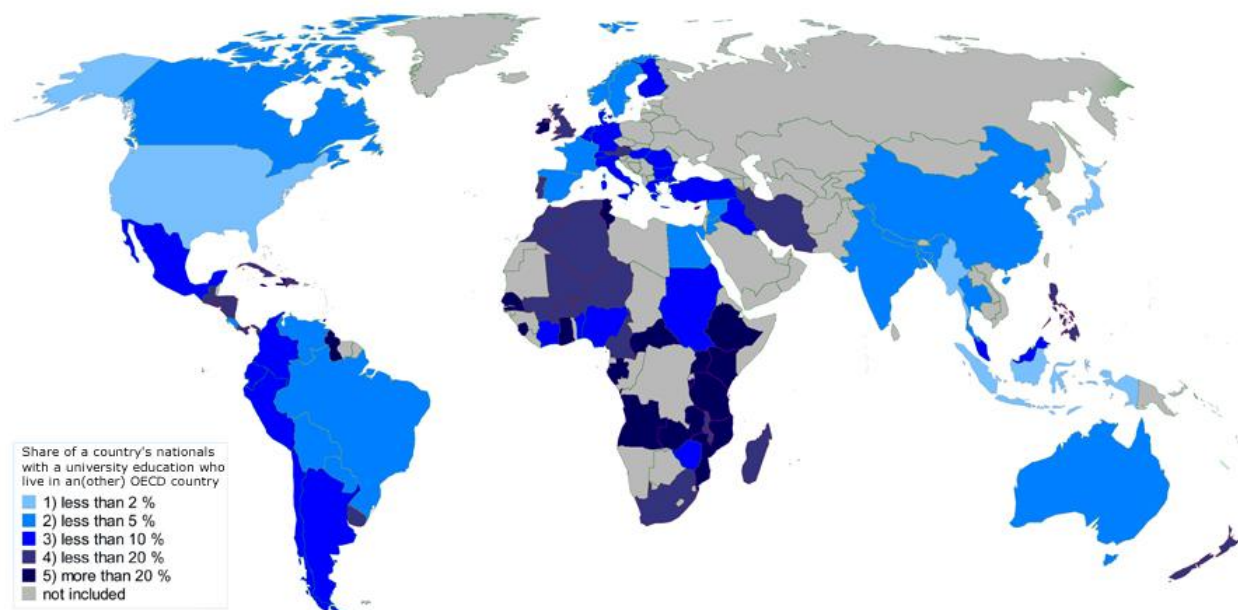 Share of a country's nationals
with a university education who
live in an(other) OECD country
1) less than 2 %
2) less than 5 %
3) less than 10 %
4) less than 20 %
5) more than 20 %
not included